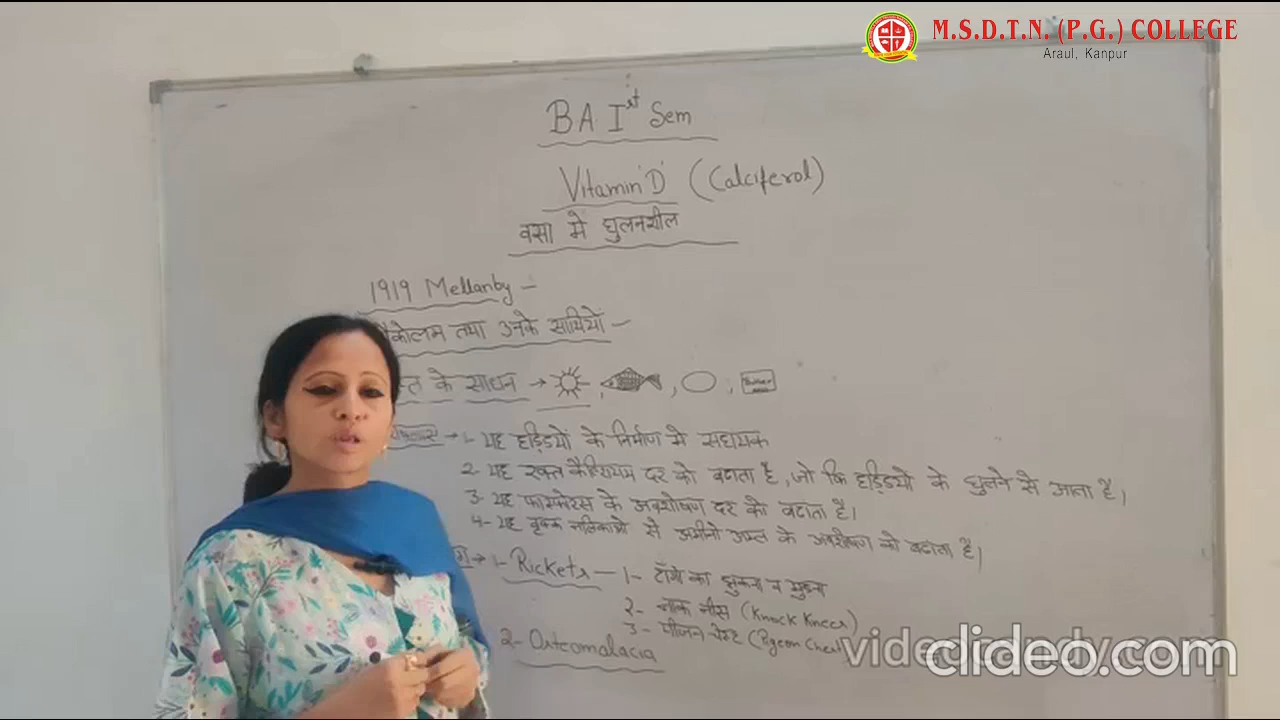 M.S.D.T.N. (P.G.) COLLEGE
Araul, Kanpur
B A Ist Sem
Vitamin 'D' (Calciferol)
वसा मे घुलनशील
1919 Mellanby –
तथा उनके साथियों –
के साधन →
→ 1- यह हड्डियों के निर्माण मे सहायक
2- यह रक्त कैल्शियम दर को बढाता है, जो कि हड्डियों के घुलने से आता है।
3- यह फास्फोरस के अवशोषण दर को बढाता है।
4- यह वृक्क नलिकाओ से अमीनो अम्ल के अवशोषण को बढाता है।
→ 1- Rickets – 1- टाँगो का झुकना व मुड़ना
2- नाक नीस (Knock Knees)
3- पीजन चेस्ट (Pigeon Chest
2- Osteomalacia
clideo.com